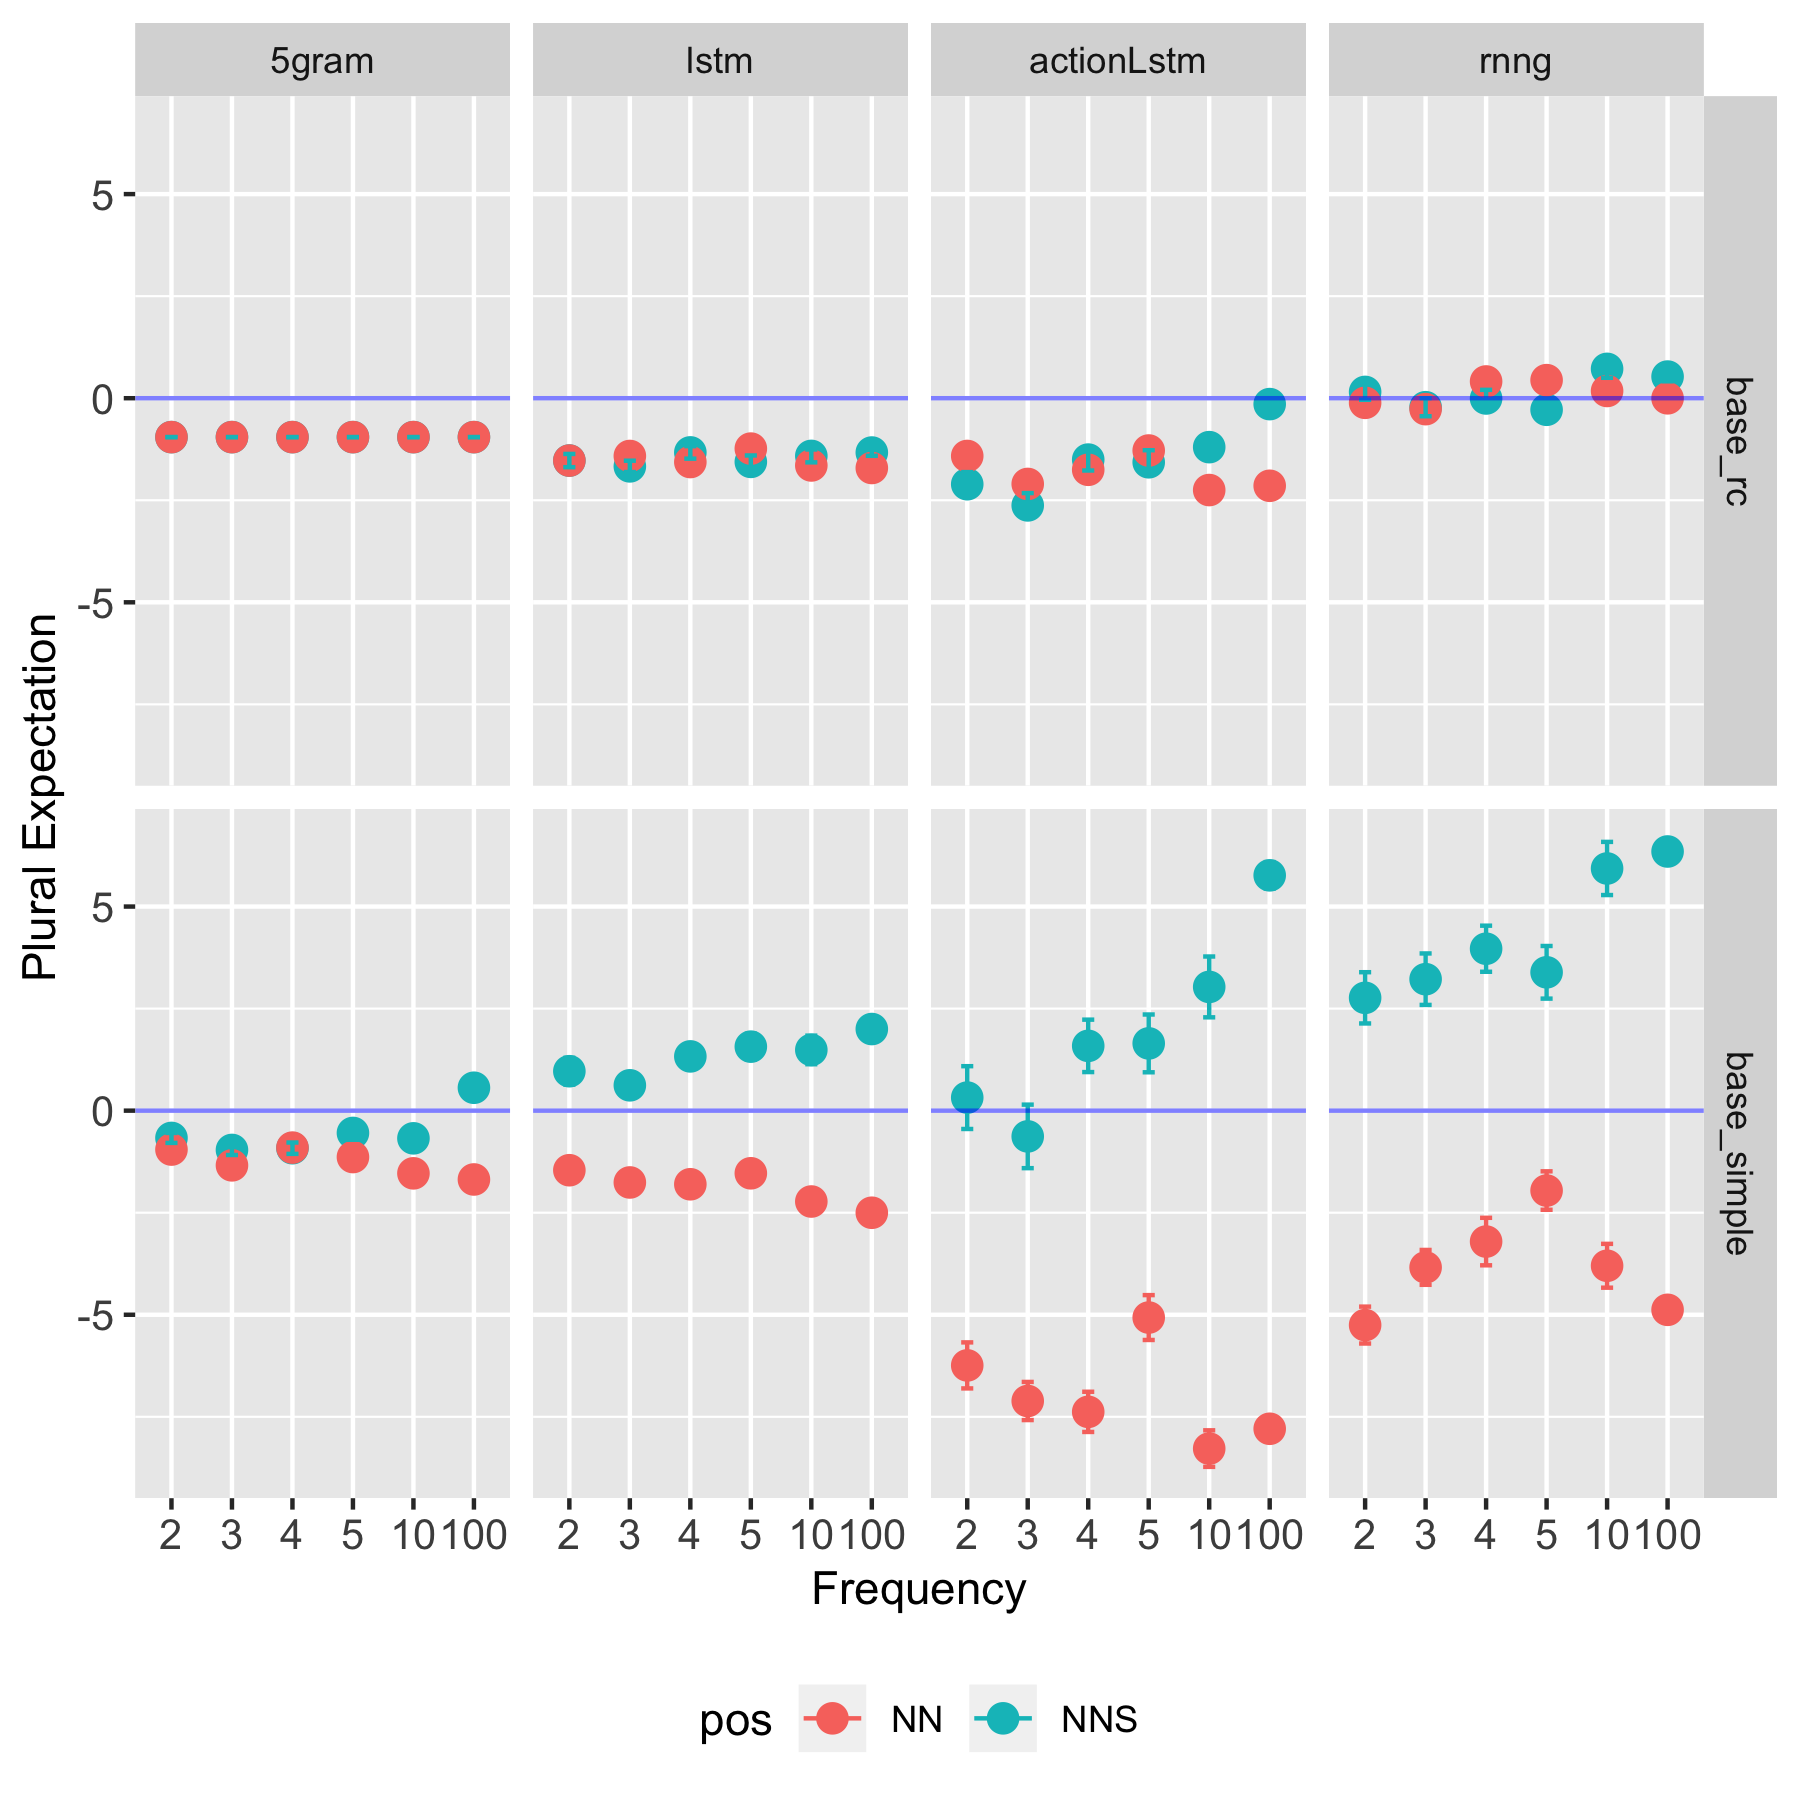 5gram lstm actionLstm rnng
5
0
-5
base_rc
5
0
-5
base_simple
Plural Expectation
2 3 4 5 10 100 2 3 4 5 10 100 2 3 4 5 10 100 2 3 4 5 10 100
Frequency
pos NN NNS